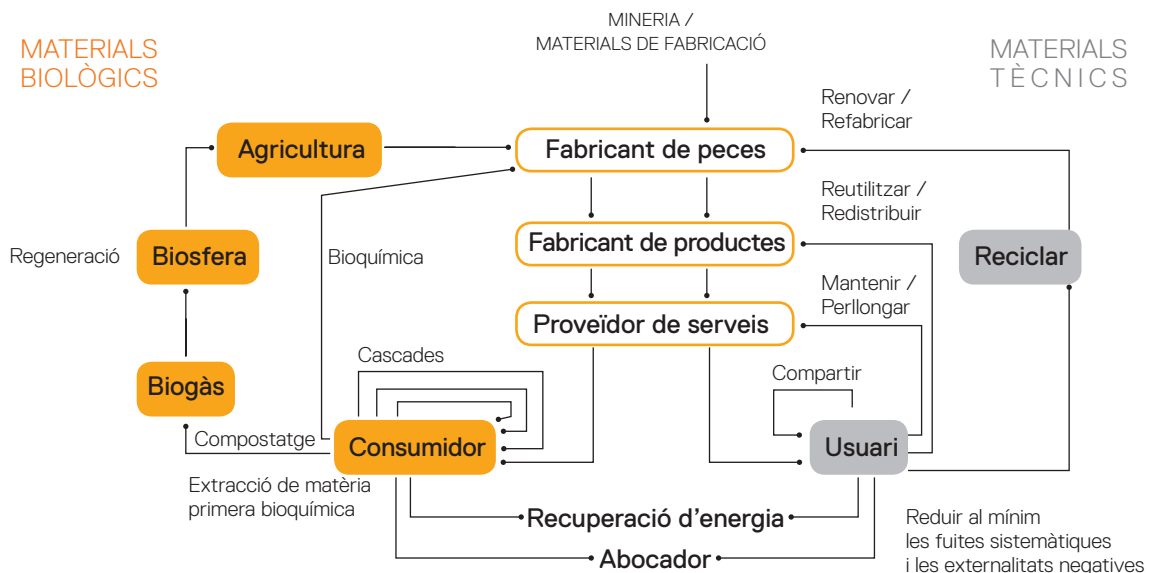 MINERIA /
MATERIALS DE FABRICACIÓ
MATERIALS
BIOLÒGICS
MATERIALS
TÈCNICS
Renovar /
Refabricar
Agricultura
Fabricant de peces
Reutilitzar /
Redistribuir
Regeneració
Biosfera
Bioquímica
Fabricant de productes
Reciclar
Mantenir /
Perllongar
Proveïdor de serveis
Cascades
Compartir
Biogàs
Compostatge
Consumidor
Usuari
Extracció de matèria
primera bioquímica
Recuperació d’energia
Abocador
Reduir al mínim
les fuites sistemàtiques
i les externalitats negatives